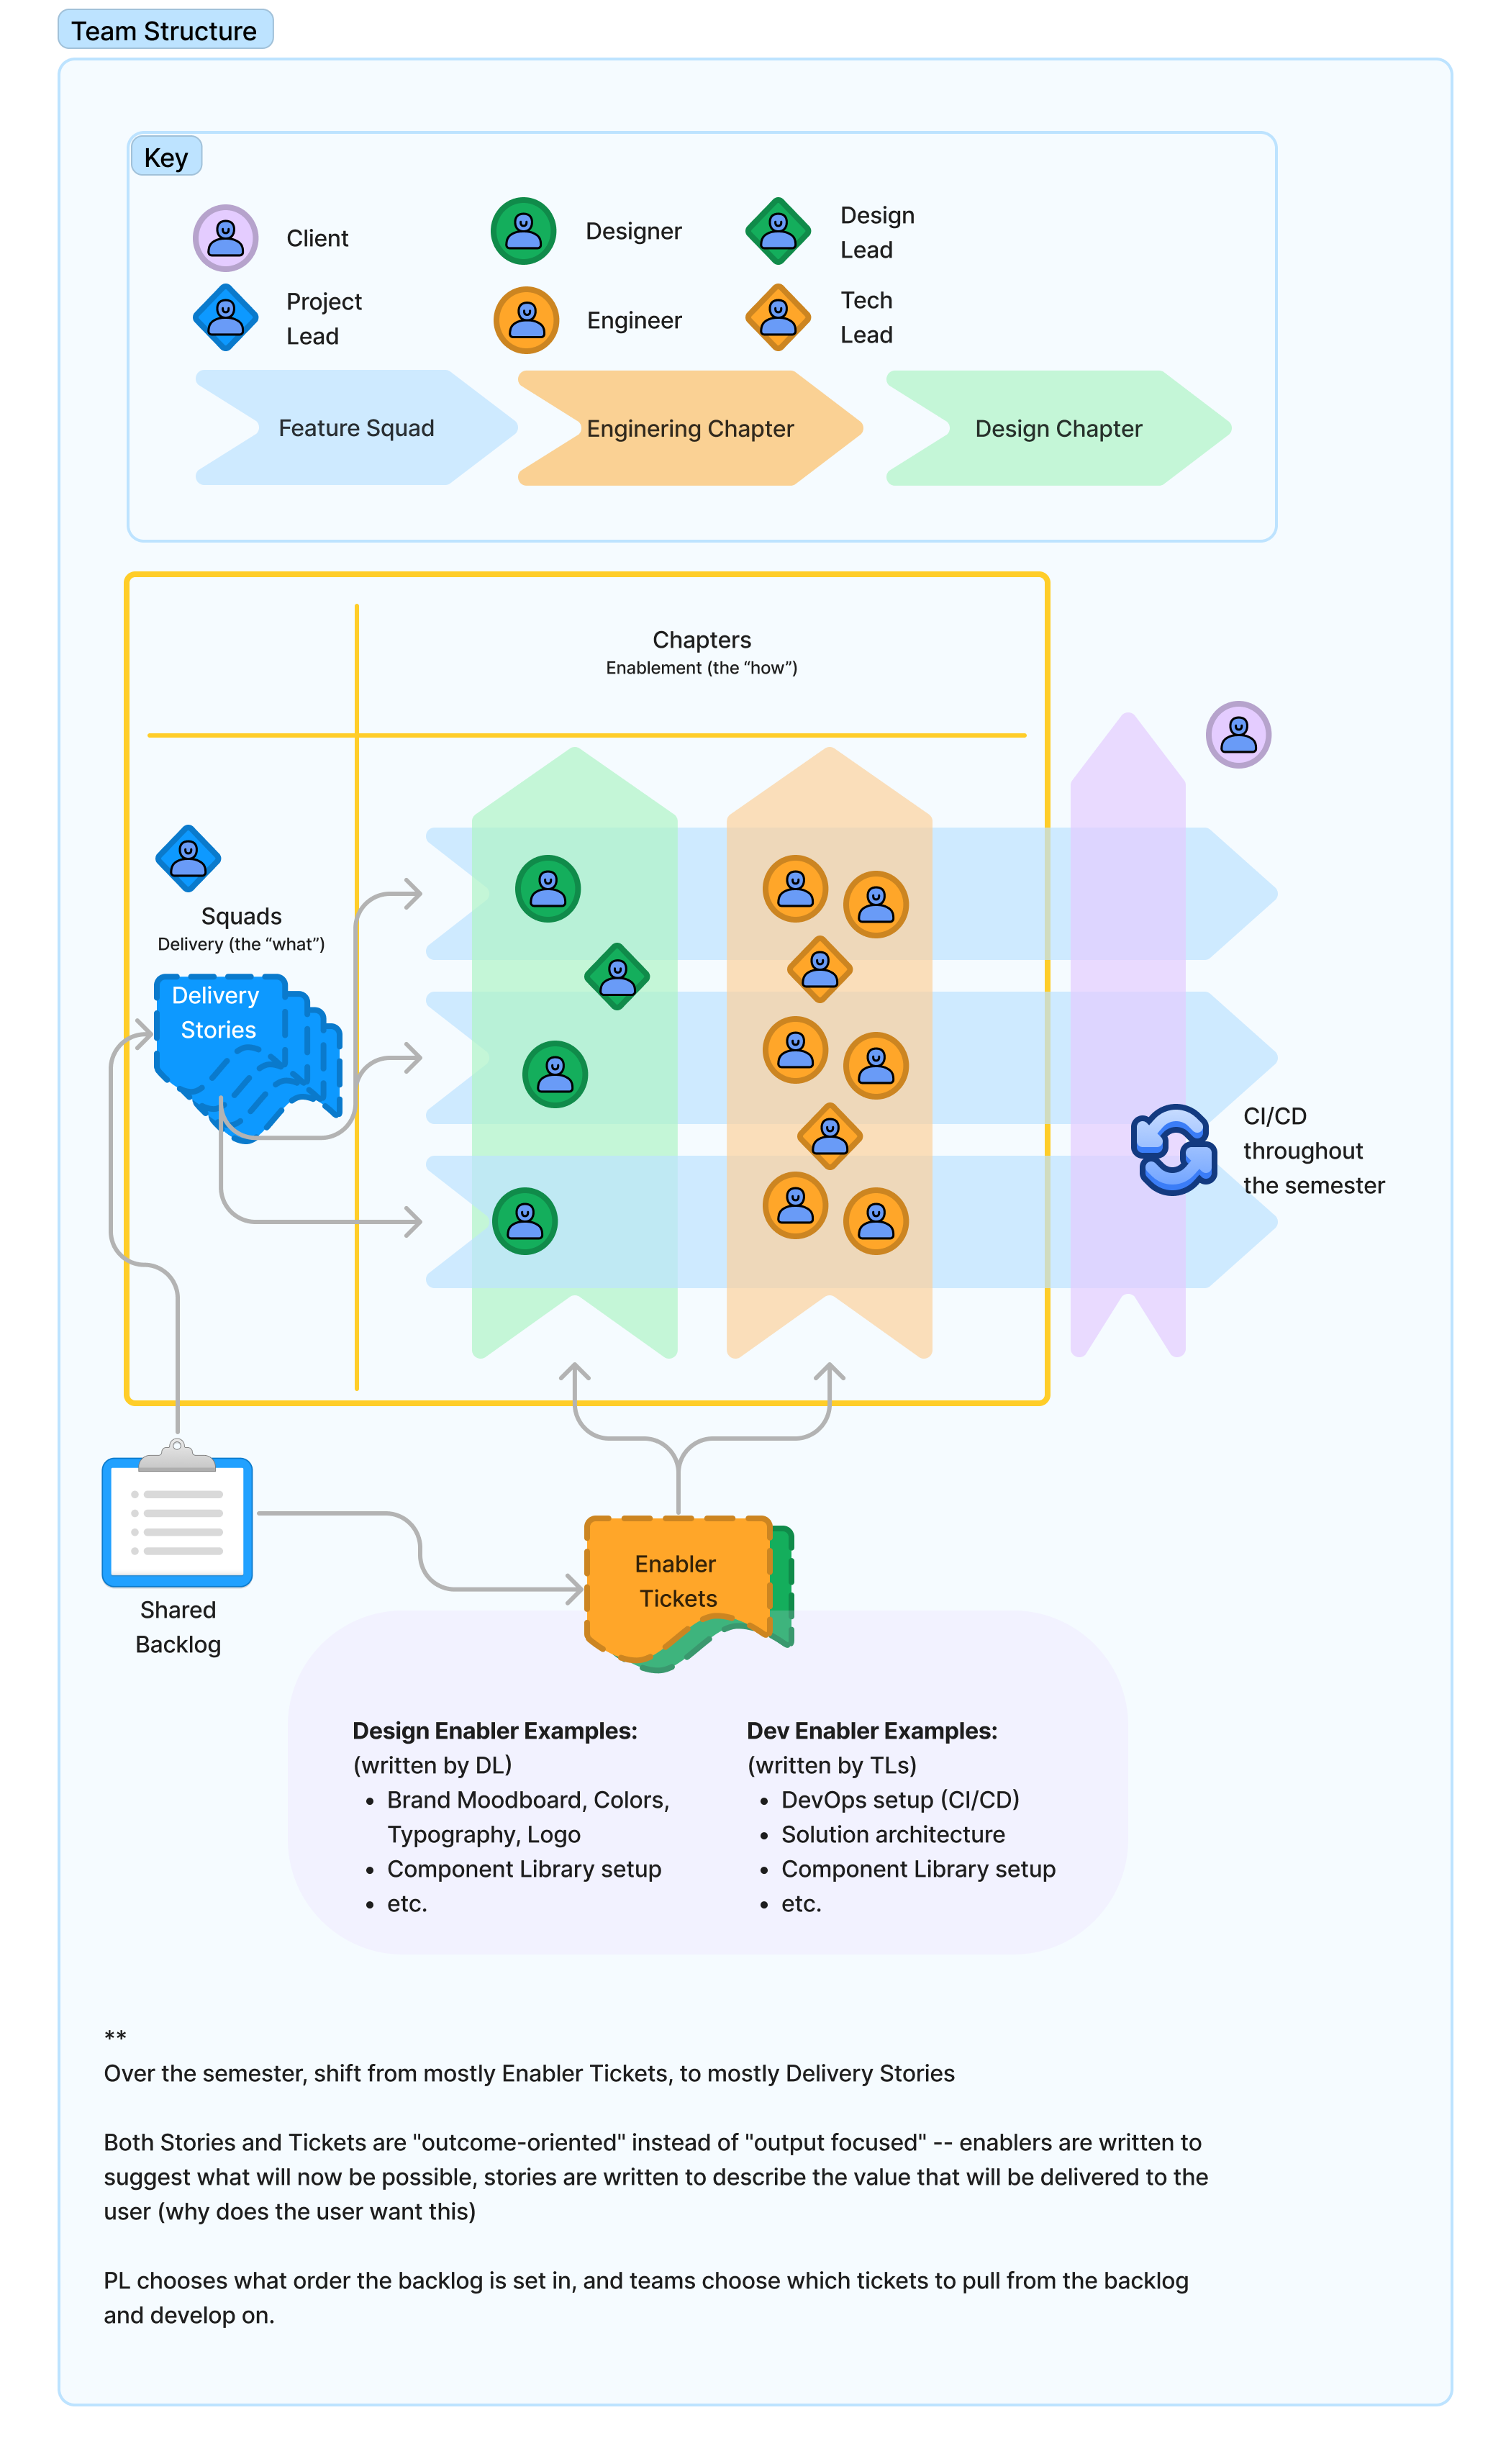 Team Structure
Key
Client
Designer
Design
Lead
Project
Lead
Engineer
Tech
Lead
Feature Squad
Enginering Chapter
Design Chapter
Chapters
Enablement (the “how”)
Squads
Delivery (the “what”)
Delivery
Stories
CI/CD
throughout
the semester
Shared
Backlog
Enabler
Tickets
Design Enabler Examples:
(written by DL)
• Brand Moodboard, Colors,
Typography, Logo
• Component Library setup
• etc.
Dev Enabler Examples:
(written by TLs)
• DevOps setup (CI/CD)
• Solution architecture
• Component Library setup
• etc.
**
Over the semester, shift from mostly Enabler Tickets, to mostly Delivery Stories
Both Stories and Tickets are "outcome-oriented" instead of "output focused" -- enablers are written to
suggest what will now be possible, stories are written to describe the value that will be delivered to the
user (why does the user want this)
PL chooses what order the backlog is set in, and teams choose which tickets to pull from the backlog
and develop on.